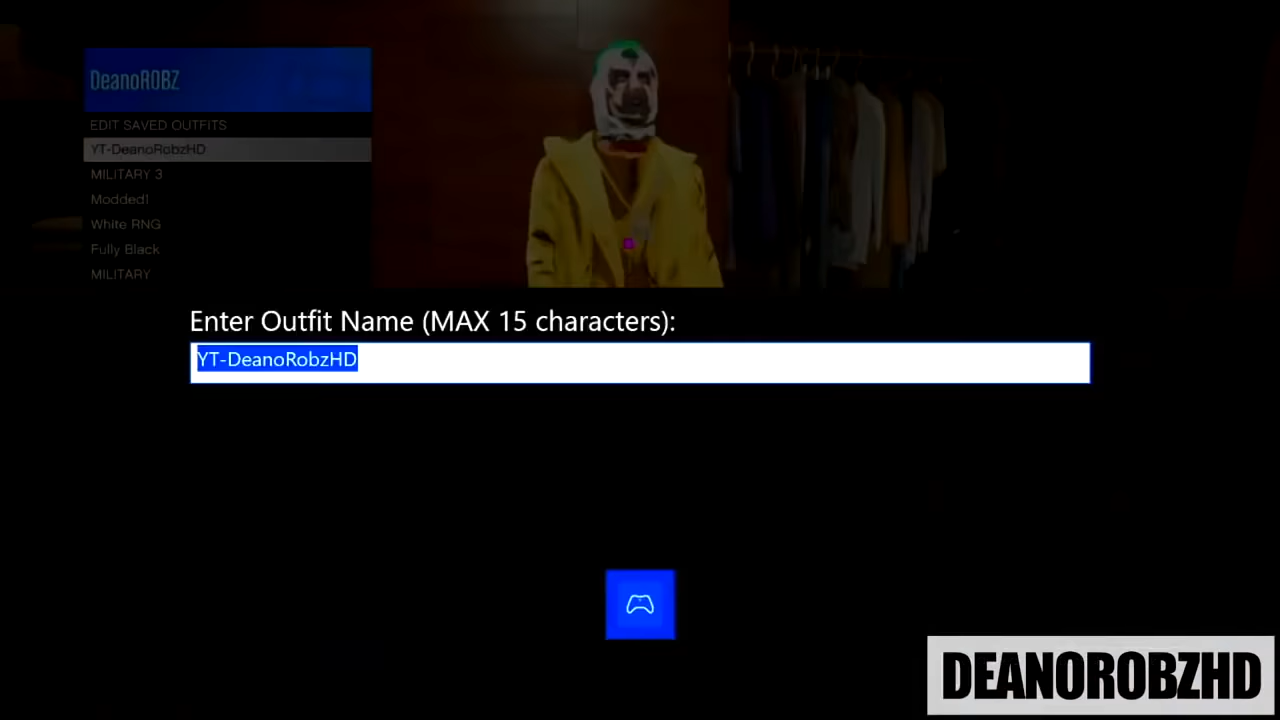 DeanoROBZ
EDIT SAVED OUTFITS
YT-DeanoRobzHD
MILITARY 3
Modded1
White RNG
Fully Black
MILITARY
Enter Outfit Name (MAX 15 characters):
YT-DeanoRobzHD
DEANOROBZHD